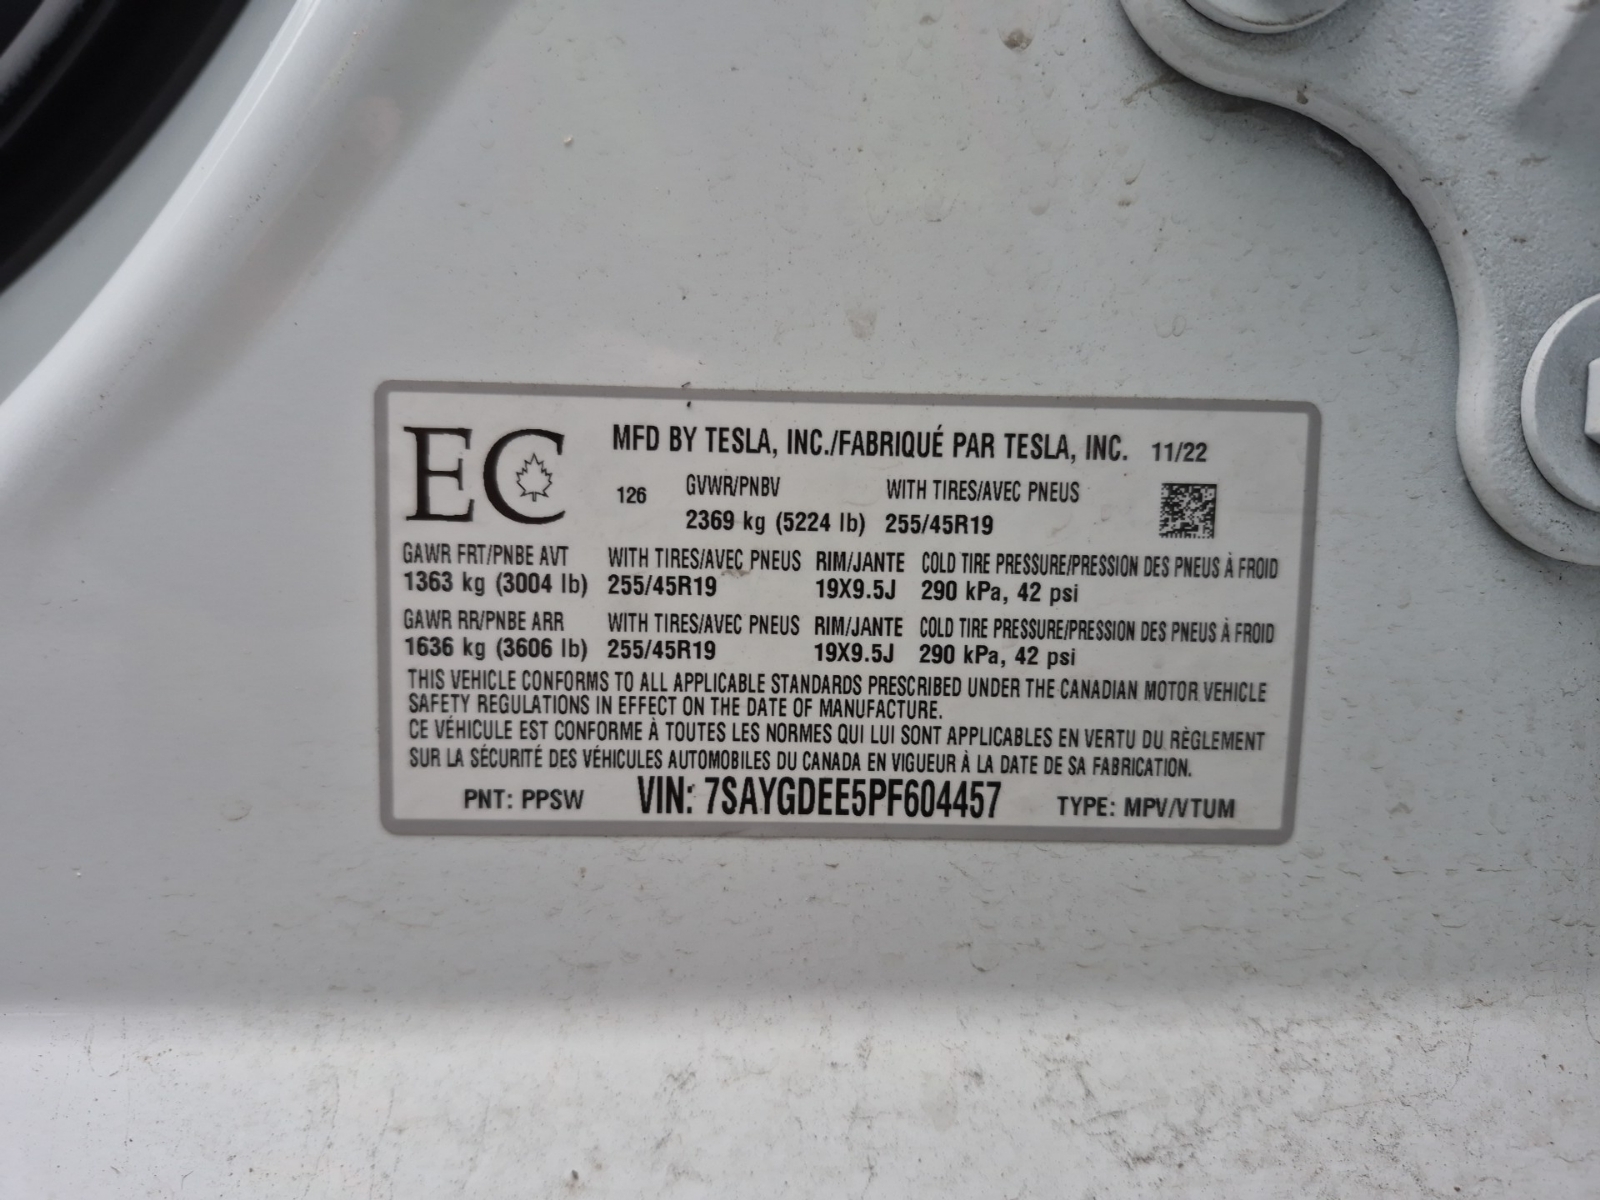 EC MFD BY TESLA, INC./FABRIQUÉ PAR TESLA, INC. 11/22
126 GVWR/PNBV WITH TIRES/AVEC PNEUS
2369 kg (5224 lb) 255/45R19
GAWR FRT/PNBE AVT WITH TIRES/AVEC PNEUS RIM/JANTE COLD TIRE PRESSURE/PRESSION DES PNEUS À FROID
1363 kg (3004 lb) 255/45R19 19X9.5J 290 kPa, 42 psi
GAWR RR/PNBE ARR WITH TIRES/AVEC PNEUS RIM/JANTE COLD TIRE PRESSURE/PRESSION DES PNEUS À FROID
1636 kg (3606 lb) 255/45R19 19X9.5J 290 kPa, 42 psi
THIS VEHICLE CONFORMS TO ALL APPLICABLE STANDARDS PRESCRIBED UNDER THE CANADIAN MOTOR VEHICLE
SAFETY REGULATIONS IN EFFECT ON THE DATE OF MANUFACTURE.
CE VÉHICULE EST CONFORME À TOUTES LES NORMES QUI LUI SONT APPLICABLES EN VERTU DU RÈGLEMENT
SUR LA SÉCURITÉ DES VÉHICULES AUTOMOBILES DU CANADA EN VIGUEUR À LA DATE DE SA FABRICATION.
PNT: PPSW VIN: 7SAYGDEE5PF604457 TYPE: MPV/VTUM